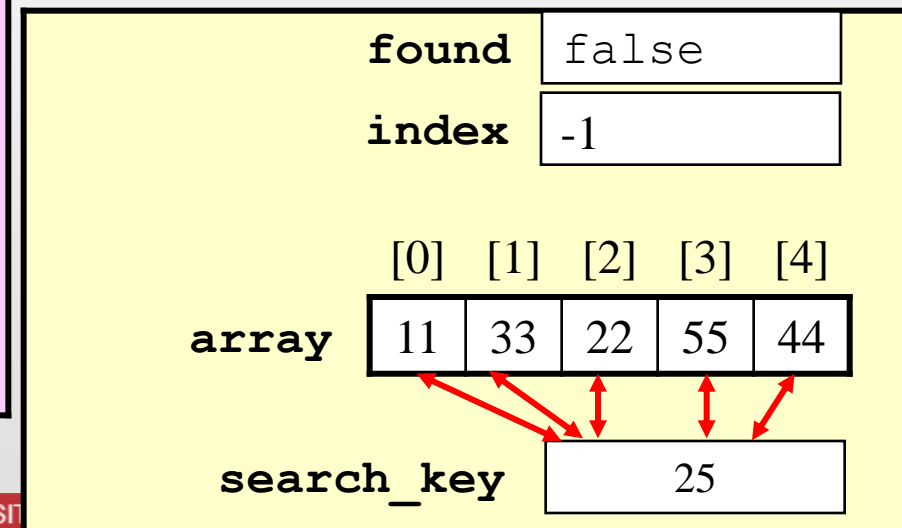 found false
index -1
[0] [1] [2] [3] [4]
array 11 33 22 55 44
search_key 25